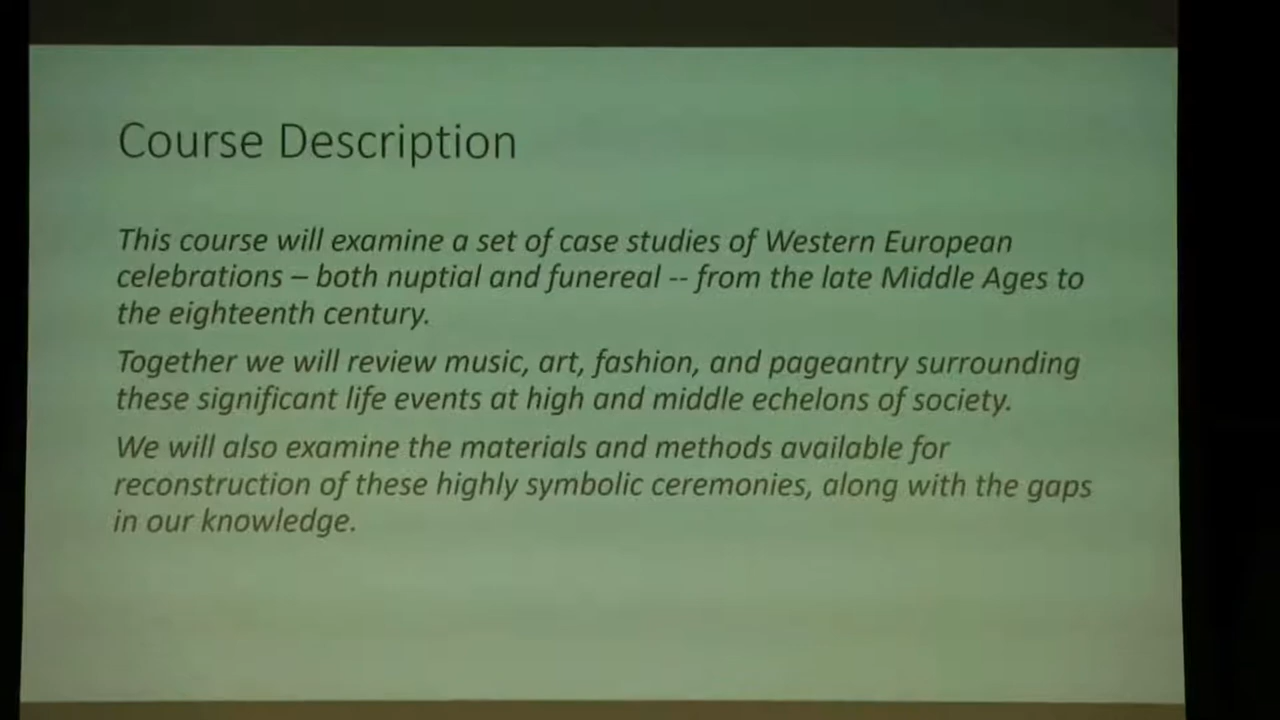 Course Description
This course will examine a set of case studies of Western European
celebrations – both nuptial and funereal -- from the late Middle Ages to
the eighteenth century.
Together we will review music, art, fashion, and pageantry surrounding
these significant life events at high and middle echelons of society.
We will also examine the materials and methods available for
reconstruction of these highly symbolic ceremonies, along with the gaps
in our knowledge.